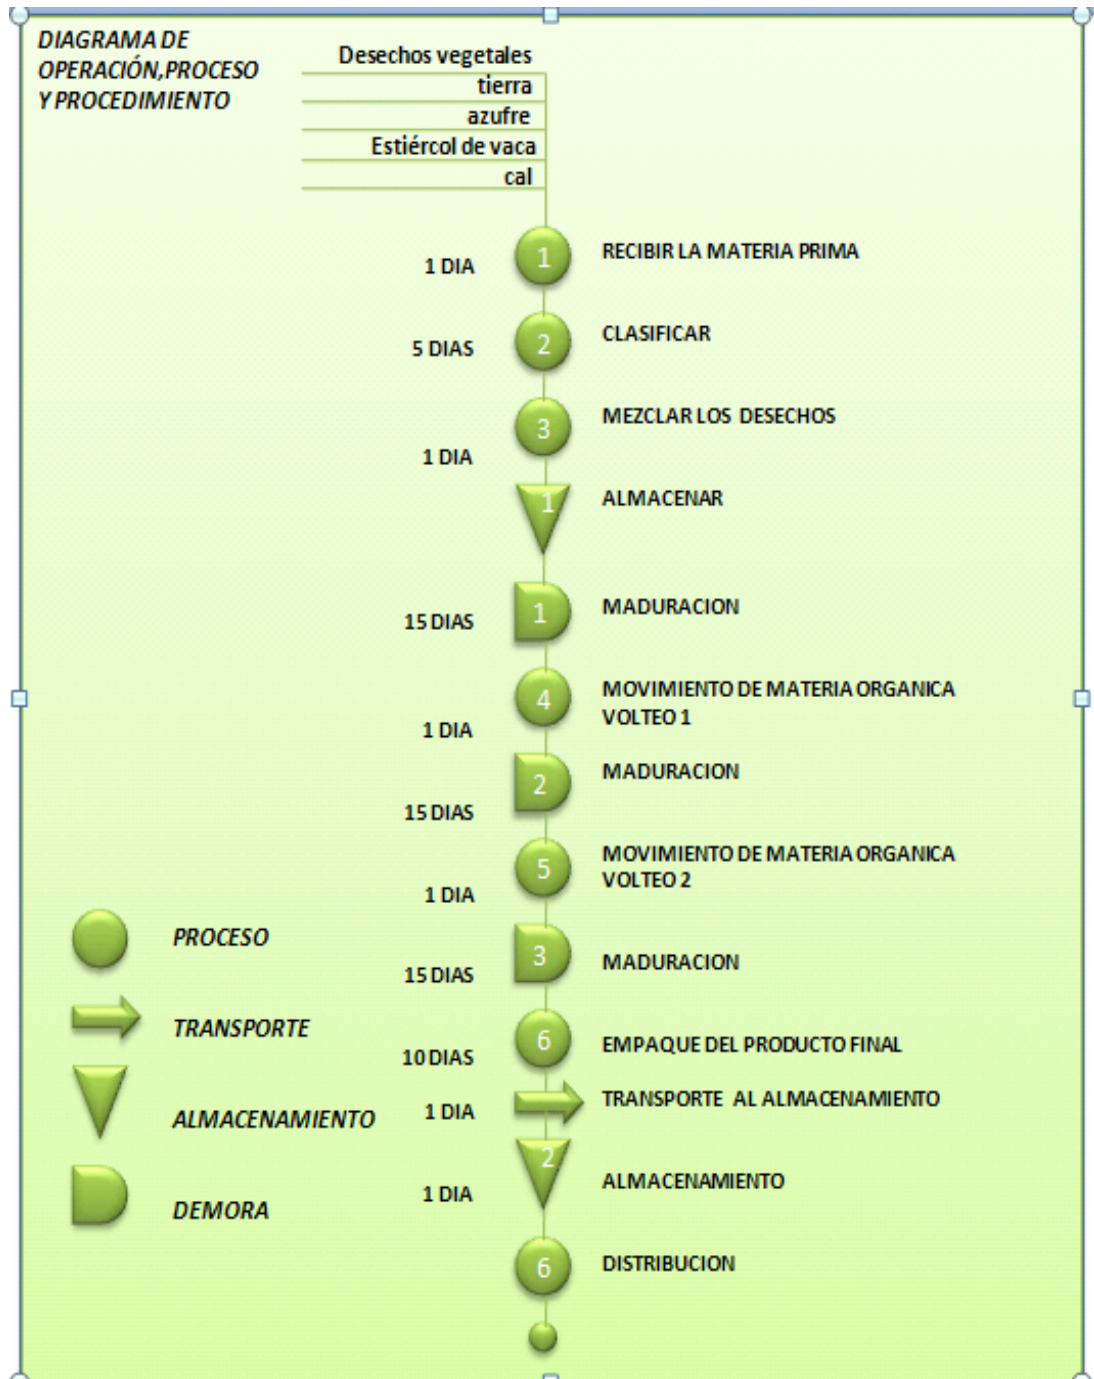 DIAGRAMA DE
OPERACIÓN,PROCESO
Y PROCEDIMIENTO
Desechos vegetales
tierra
azufre
Estiércol de vaca
cal
1 DIA
1
RECIBIR LA MATERIA PRIMA
5 DIAS
2
CLASIFICAR
1 DIA
3
MEZCLAR LOS DESECHOS
1
ALMACENAR
15 DIAS
1
MADURACION
1 DIA
4
MOVIMIENTO DE MATERIA ORGANICA
VOLTEO 1
15 DIAS
2
MADURACION
1 DIA
5
MOVIMIENTO DE MATERIA ORGANICA
VOLTEO 2
15 DIAS
3
MADURACION
10 DIAS
6
EMPAQUE DEL PRODUCTO FINAL
1 DIA
TRANSPORTE AL ALMACENAMIENTO
1 DIA
2
ALMACENAMIENTO
6
DISTRIBUCION
PROCESO
TRANSPORTE
ALMACENAMIENTO
DEMORA